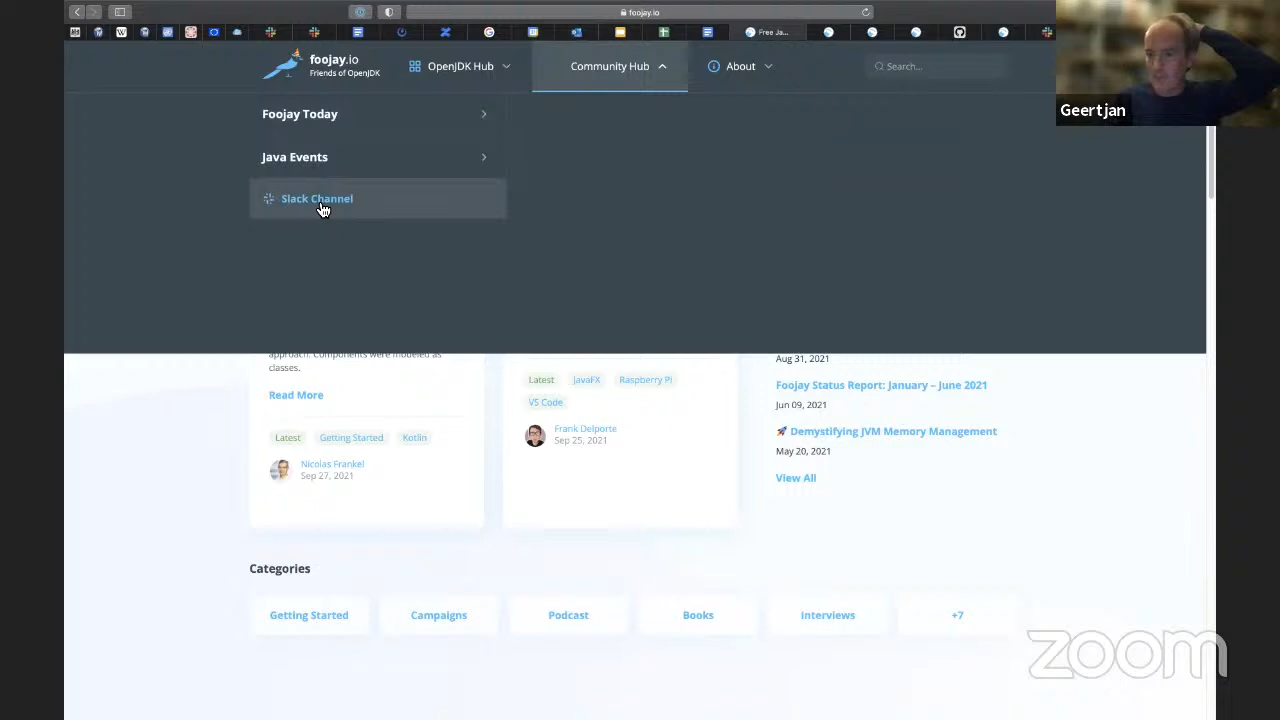 foojay.io
Free Ja...
foojay.io
Friends of OpenJDK
OpenJDK Hub
Community Hub
About
Search...
Geertjan
Foojay Today
Java Events
Slack Channel
approach. Components were modeled as
classes.
Read More
Latest
Getting Started
Kotlin
Nicolas Frankel
Sep 27, 2021
Latest
JavaFX
Raspberry Pi
VS Code
Frank Delporte
Sep 25, 2021
Aug 31, 2021
Foojay Status Report: January – June 2021
Jun 09, 2021
🚀 Demystifying JVM Memory Management
May 20, 2021
View All
Categories
Getting Started
Campaigns
Podcast
Books
Interviews
+7
zoom